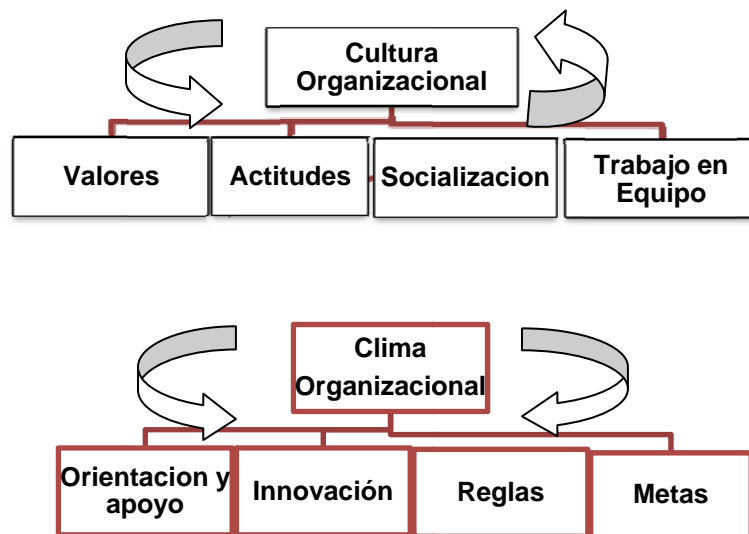 Cultura
Organizacional
Valores
Actitudes
Socializacion
Trabajo en
Equipo
Clima
Organizacional
Orientacion y
apoyo
Innovación
Reglas
Metas